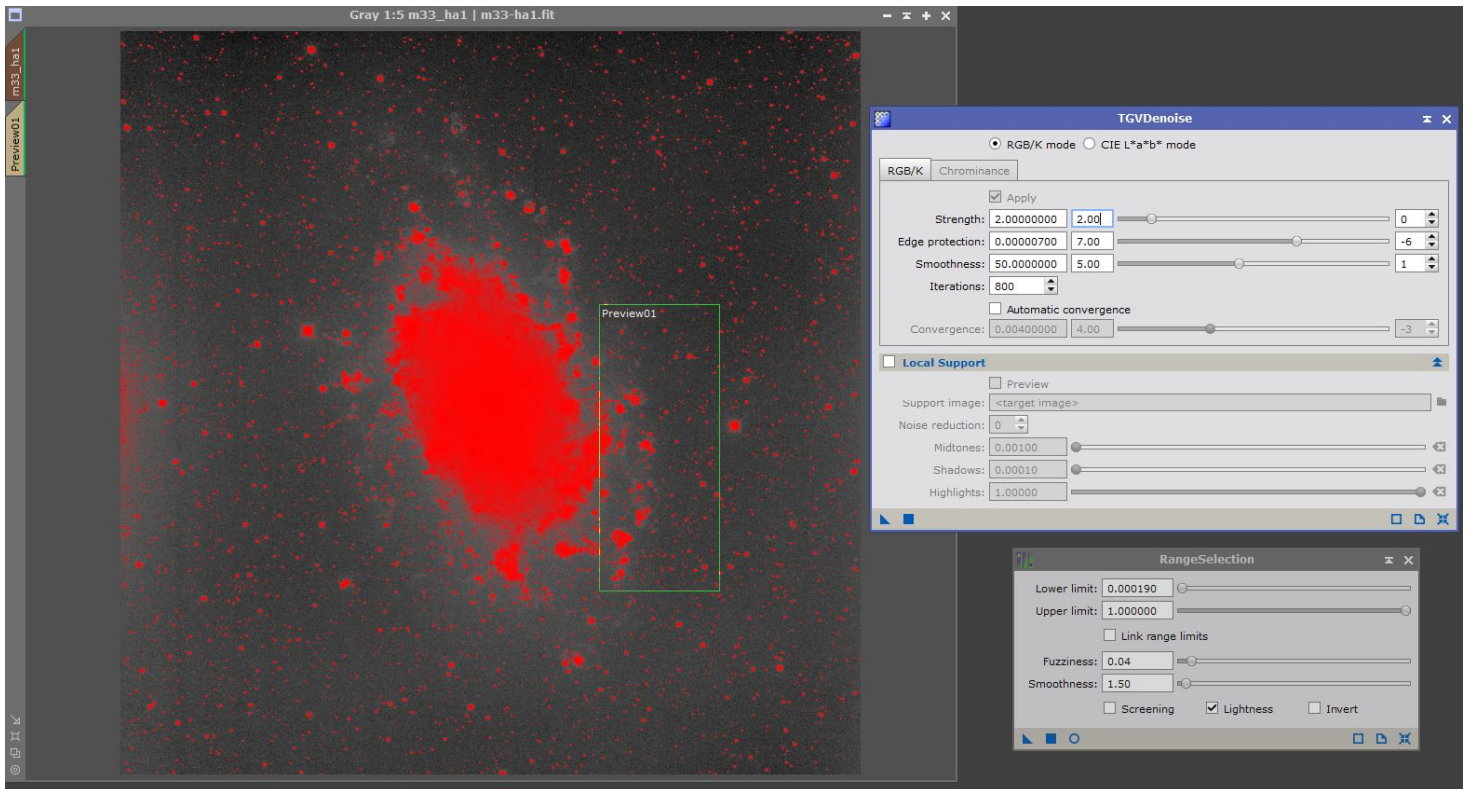 Gray 1:5 m33_ha1 | m33-ha1.fit
m33_ha1
Preview01
Preview01
TGVDenoise
RGB/K mode CIE L*a*b* mode
RGB/K Chrominance
Apply
Strength: 2.00000000 2.00 0
Edge protection: 0.00000700 7.00 -6
Smoothness: 50.0000000 5.00 1
Iterations: 800
Automatic convergence
Convergence: 0.00400000 4.00 -3
Local Support
Preview
Support image: <target image>
Noise reduction: 0
Midtones: 0.00100
Shadows: 0.00010
Highlights: 1.00000
RangeSelection
Lower limit: 0.000190
Upper limit: 1.000000
Link range limits
Fuzziness: 0.04
Smoothness: 1.50
Screening Lightness Invert